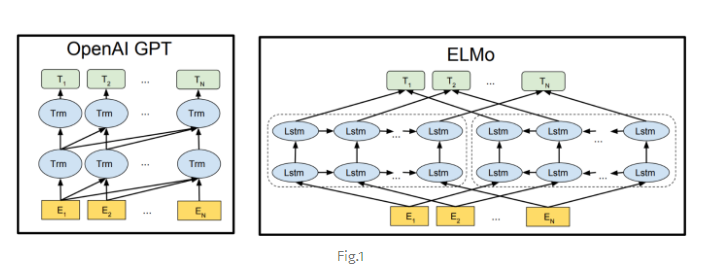 OpenAI GPT
T1 T2 ... TN
Trm Trm ... Trm
Trm Trm ... Trm
E1 E2 ... EN
ELMo
T1 T2 ... TN
Lstm Lstm ... Lstm Lstm Lstm ... Lstm
Lstm Lstm ... Lstm Lstm Lstm ... Lstm
E1 E2 ... EN
Fig.1